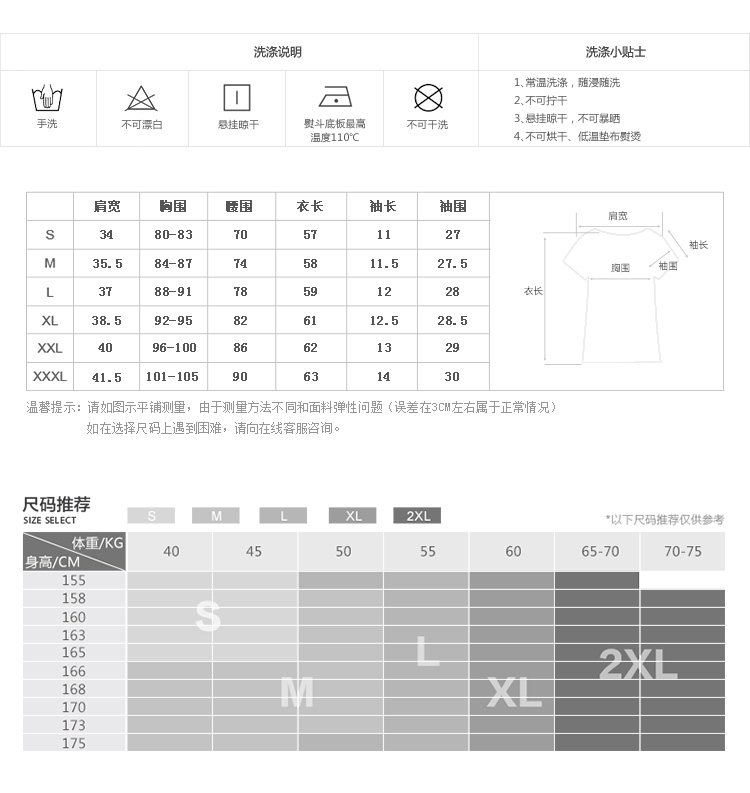 洗涤说明
洗涤小贴士
手洗
不可漂白
悬挂晾干
熨斗底板最高
温度110℃
不可干洗
1、常温洗涤，随浸随洗
2、不可拧干
3、悬挂晾干，不可暴晒
4、不可烘干、低温垫布熨烫
肩宽 胸围 腰围 衣长 袖长 袖围
S 34 80-83 70 57 11 27
M 35.5 84-87 74 58 11.5 27.5
L 37 88-91 78 59 12 28
XL 38.5 92-95 82 61 12.5 28.5
XXL 40 96-100 86 62 13 29
XXXL 41.5 101-105 90 63 14 30
肩宽
袖长
胸围
袖围
衣长
温馨提示：请如图示平铺测量，由于测量方法不同和面料弹性问题（误差在3CM左右属于正常情况）
如在选择尺码上遇到困难，请向在线客服咨询。
尺码推荐
SIZE SELECT
S M L XL 2XL
*以下尺码推荐仅供参考
体重/KG
身高/CM
40 45 50 55 60 65-70 70-75
155
158
160
163
165
166
168
170
173
175
S
M
L
XL
2XL